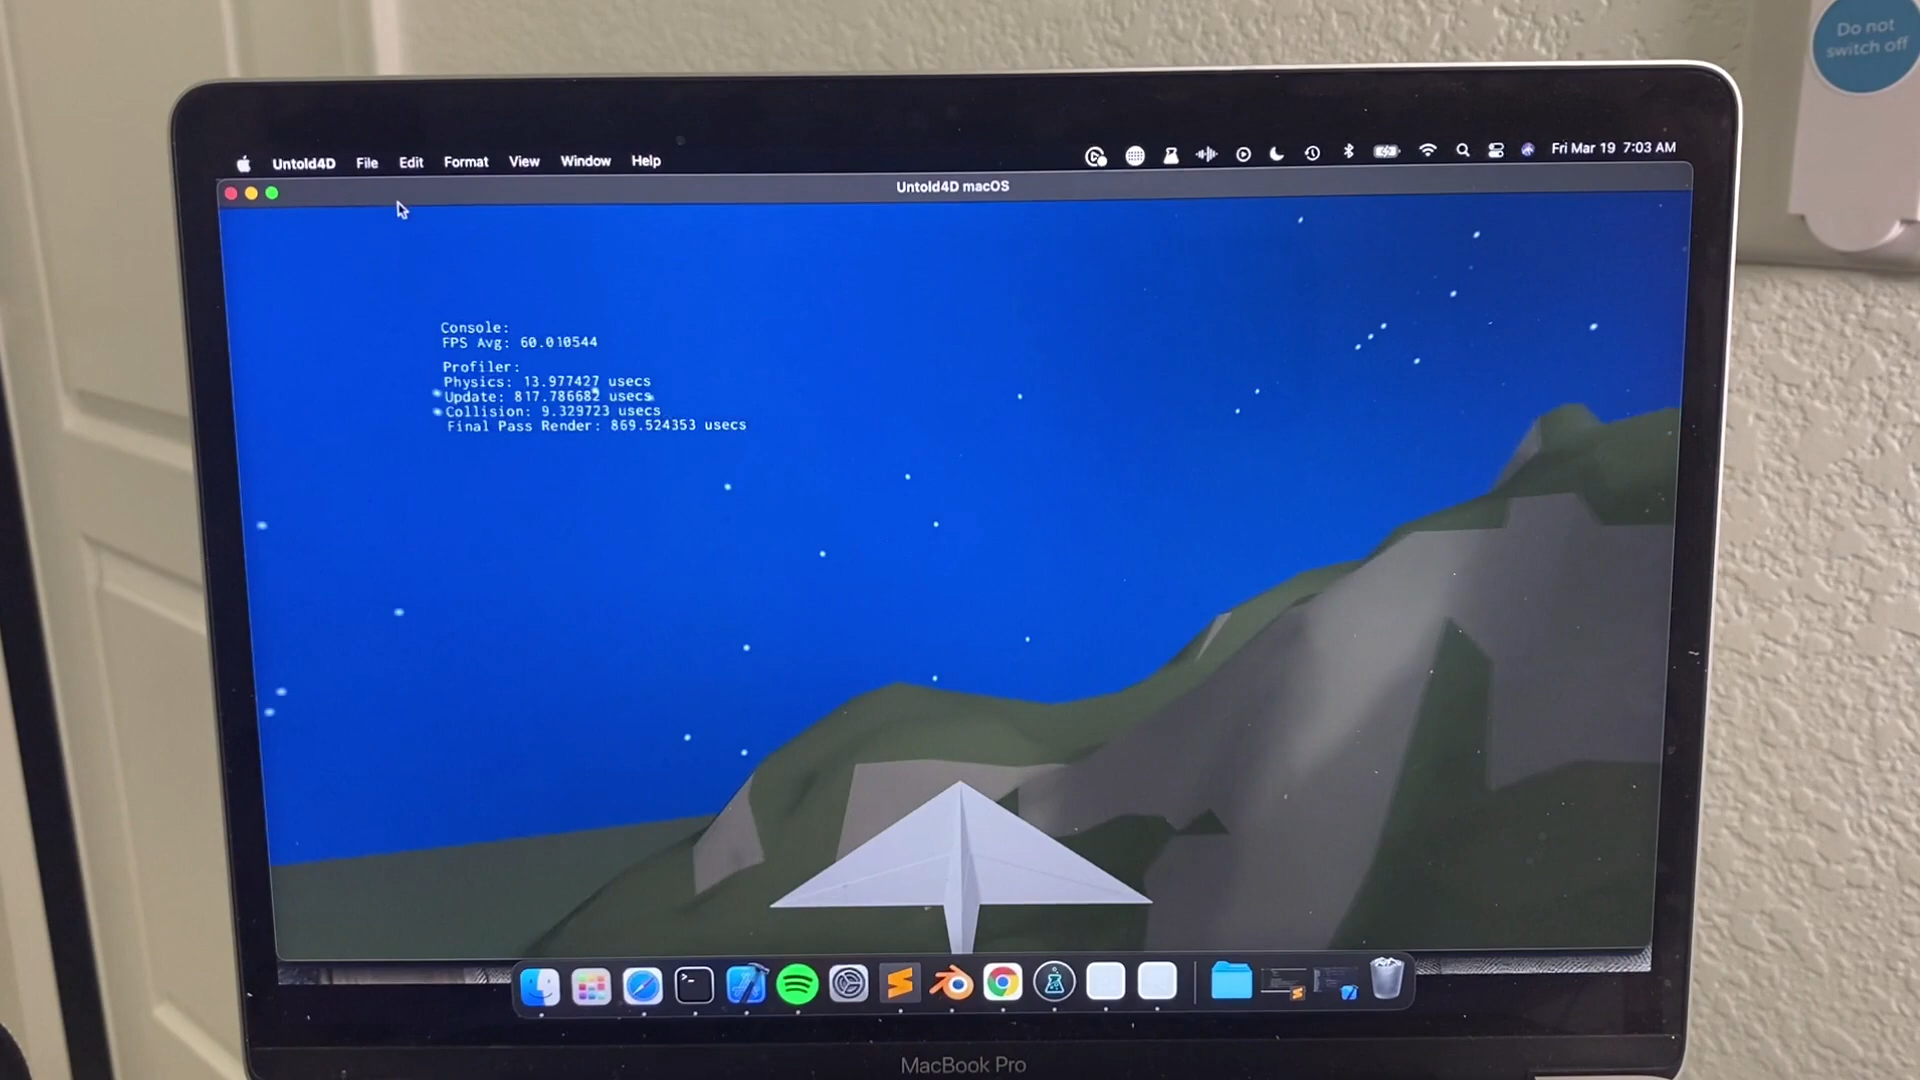 Do not
switch off
Untold4D File Edit Format View Window Help
Fri Mar 19 7:03 AM
Untold4D macOS
Console:
FPS Avg: 60.010544
Profiler:
Physics: 13.977427 usecs
Update: 817.786682 usecs
Collision: 9.329723 usecs
Final Pass Render: 869.524353 usecs
MacBook Pro